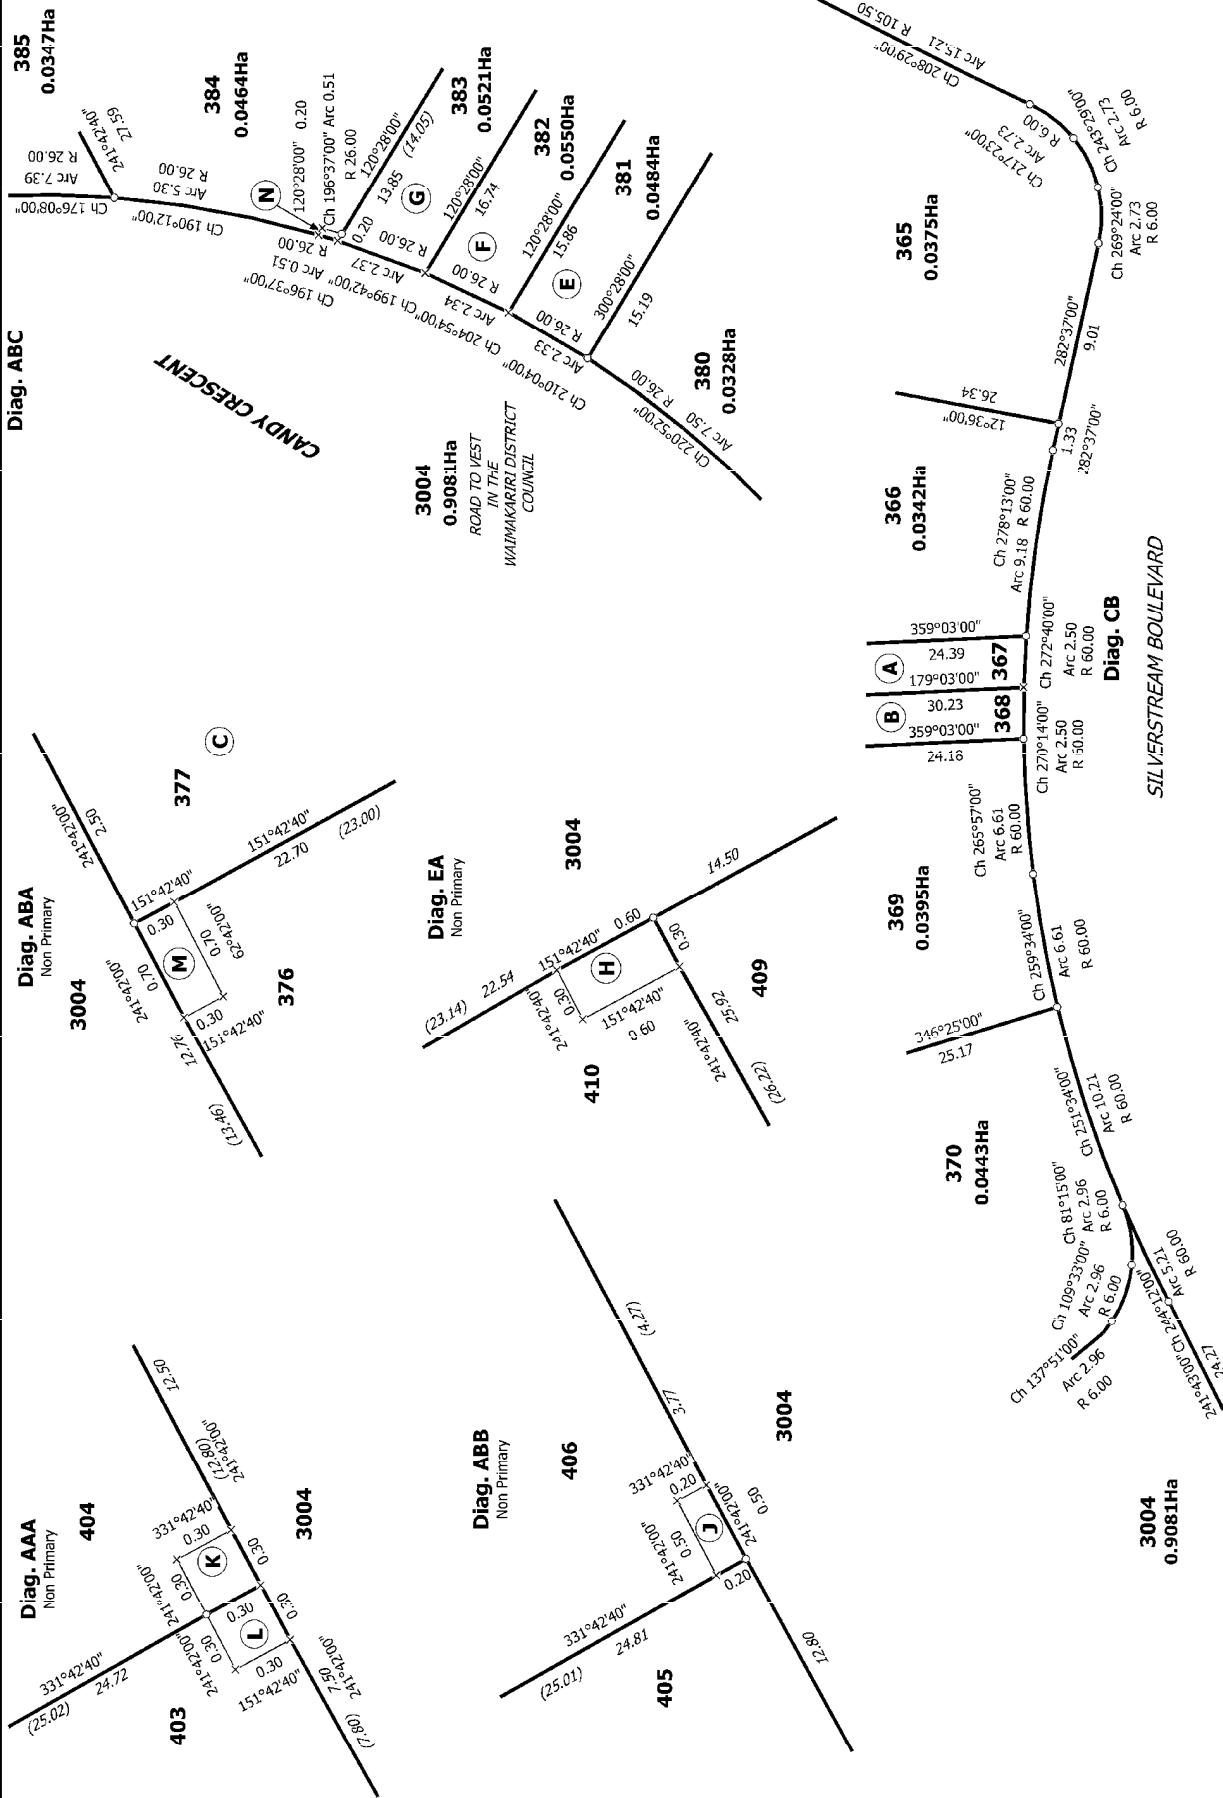 Diag. AAA
Non Primary
404
403
3004
331°42'40"
24.72
(25.02)
241°42'00"
0.30
331°42'40"
0.30
K
0.30
241°42'00"
0.30
L
0.30
151°42'40"
0.30
0.30
12.50
(12.80)
241°42'00"
7.50
241°42'00"
(7.80)
Diag. ABA
Non Primary
3004
377
C
376
241°42'00"
2.50
151°42'40"
0.30
151°42'40"
22.70
(23.00)
241°42'00"
0.70
M
0.70
62°42'00"
0.30
151°42'40"
12.76
(13.46)
Diag. ABC
385
0.0347Ha
384
0.0464Ha
383
0.0521Ha
382
0.0550Ha
381
0.0484Ha
380
0.0328Ha
CANDY CRESCENT
Ch 176°08'00"
Arc 7.39
R 26.00
241°42'40"
27.59
Ch 190°12'00"
Arc 5.30
R 26.00
N
120°28'00" 0.20
Ch 196°37'00" Arc 0.51
R 26.00
Ch 196°37'00"
Arc 0.51
R 26.00
0.20
13.85
120°28'00"
(14.05)
G
Ch 199°42'00"
Arc 2.37
R 26.00
120°28'00"
16.74
F
Ch 204°54'00"
Arc 2.34
R 26.00
120°28'00"
15.86
E
Ch 210°04'00"
Arc 2.33
R 26.00
300°28'00"
15.19
Ch 220°52'00"
Arc 7.50
R 26.00
3004
0.9081Ha
ROAD TO VEST
IN THE
WAIMAKARIRI DISTRICT
COUNCIL
Diag. EA
Non Primary
3004
410
409
(23.14)
22.54
151°42'40"
0.60
14.50
241°42'40"
0.30
H
0.30
151°42'40"
0.60
241°42'40"
25.92
(26.22)
Diag. ABB
Non Primary
406
405
3004
331°42'40"
24.81
(25.01)
241°42'00"
0.50
331°42'40"
0.20
J
0.20
241°42'00"
0.50
3.77
(4.27)
12.80
Diag. CB
SILVERSTREAM BOULEVARD
3004
0.9081Ha
370
0.0443Ha
369
0.0395Ha
368
367
366
0.0342Ha
365
0.0375Ha
Ch 137°51'00"
Arc 2.96
R 6.00
Ch 109°33'00"
Arc 2.96
R 6.00
Ch 81°15'00"
Arc 2.96
R 6.00
241°43'00"
24.27
Ch 244°12'00"
Arc 5.21
R 60.00
Ch 251°34'00"
Arc 10.21
R 60.00
346°25'00"
25.17
Ch 259°34'00"
Arc 6.61
R 60.00
Ch 265°57'00"
Arc 6.61
R 60.00
24.18
359°03'00"
B
30.23
179°03'00"
A
24.39
359°03'00"
Ch 270°14'00"
Arc 2.50
R 60.00
Ch 272°40'00"
Arc 2.50
R 60.00
Ch 278°13'00"
Arc 9.18 R 60.00
1.33
282°37'00"
12°36'00"
26.34
282°37'00"
9.01
Ch 269°24'00"
Arc 2.73
R 6.00
Ch 243°29'00"
Arc 2.73
R 6.00
Ch 217°23'00"
Arc 2.73
R 6.00
Ch 208°29'00"
Arc 15.21
R 105.50